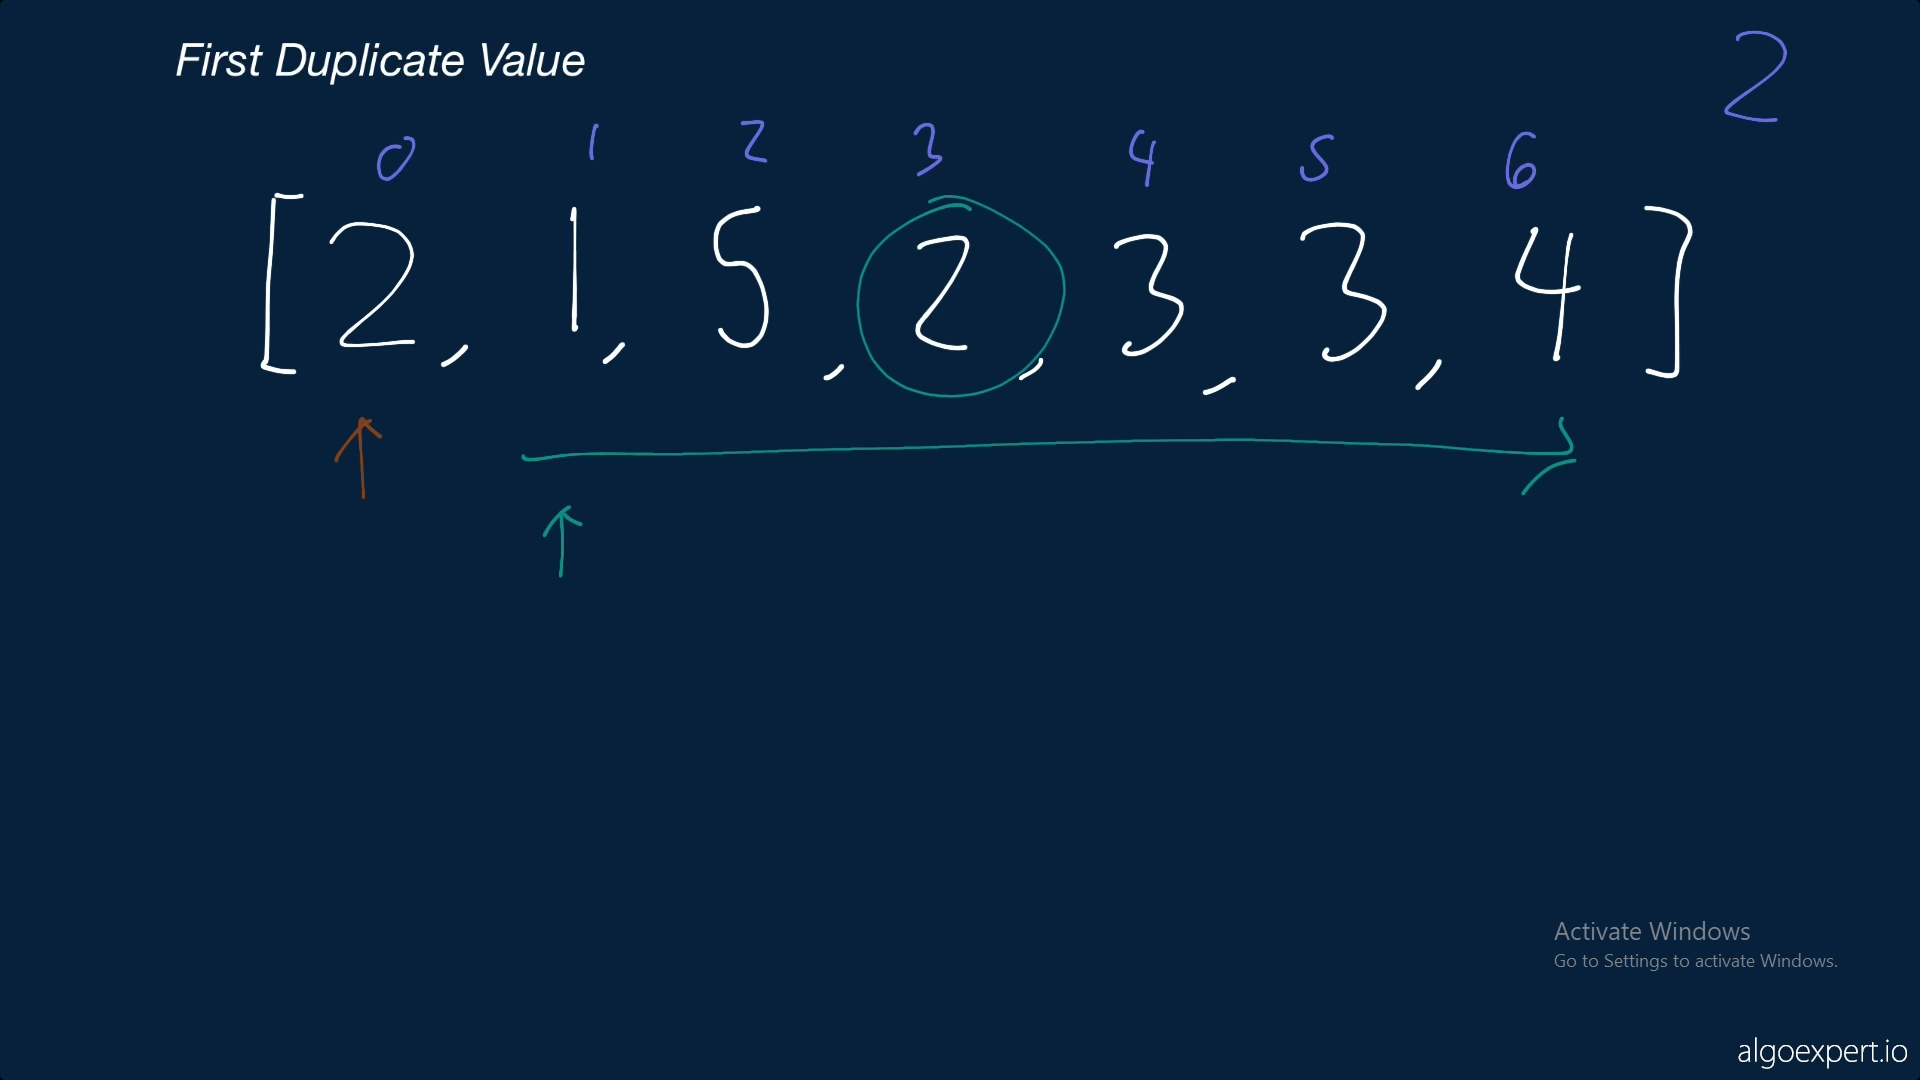 First Duplicate Value
2
0 1 2 3 4 5 6
[2, 1, 5, 2, 3, 3, 4]
Activate Windows
Go to Settings to activate Windows.
algoexpert.io